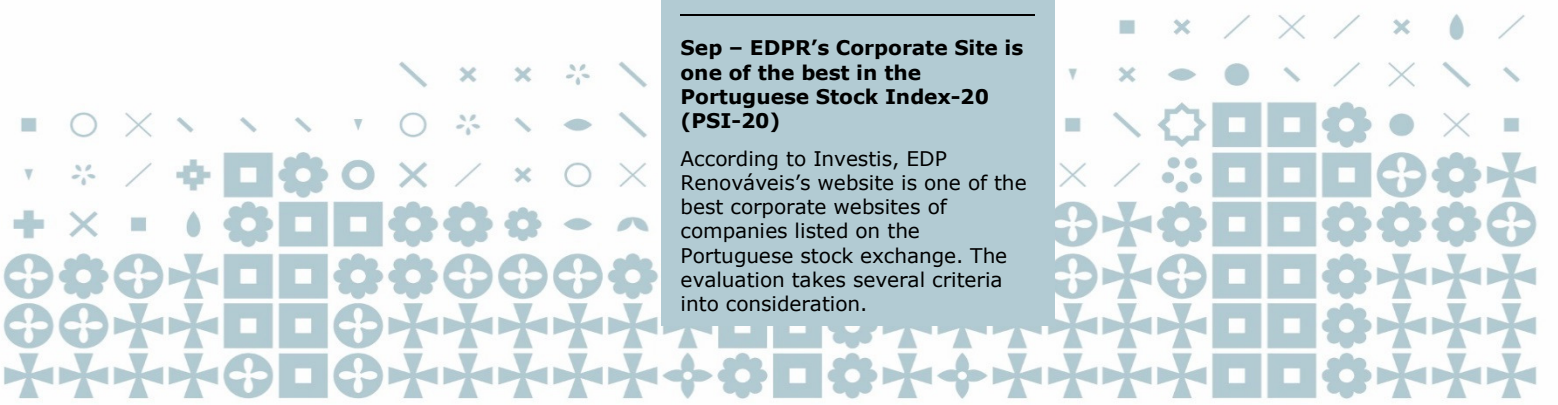 Sep – EDPR’s Corporate Site is
one of the best in the
Portuguese Stock Index-20
(PSI-20)
According to Investis, EDP
Renováveis’s website is one of the
best corporate websites of
companies listed on the
Portuguese stock exchange. The
evaluation takes several criteria
into consideration.